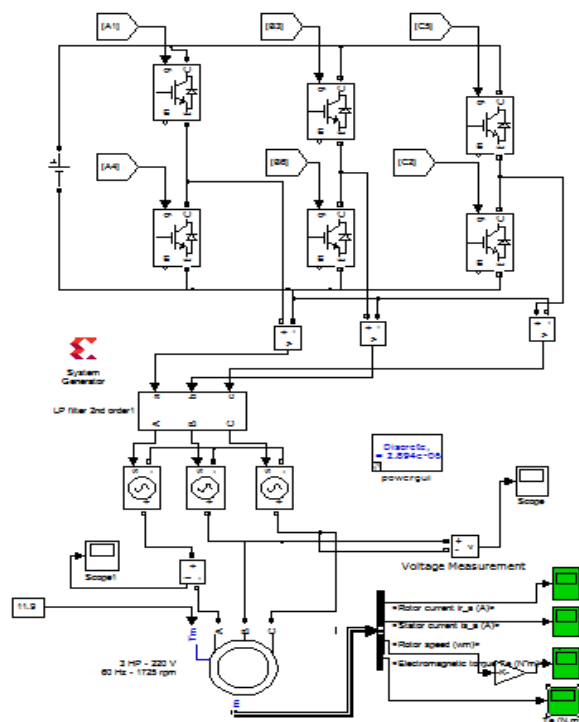 [A1]
[B3]
[C5]
g C
g C
g C
m E
m E
m E
[A4]
[B6]
[C2]
g C
g C
g C
m E
m E
m E
+ - v
+ - v
+ - v
System
Generator
LP filter 2nd order1
a b c
A B C
s - +
s - +
s - +
Discrete,
powergui
Scope
+ - v
Voltage Measurement
Scope1
+ - i
11.9
Tm
A B C
m
3 HP - 220 V
60 Hz - 1725 rpm
<Rotor current ir_a (A)>
<Stator current is_a (A)>
<Rotor speed (wm)>
<Electromagnetic torque Te (N*m)>
-K-